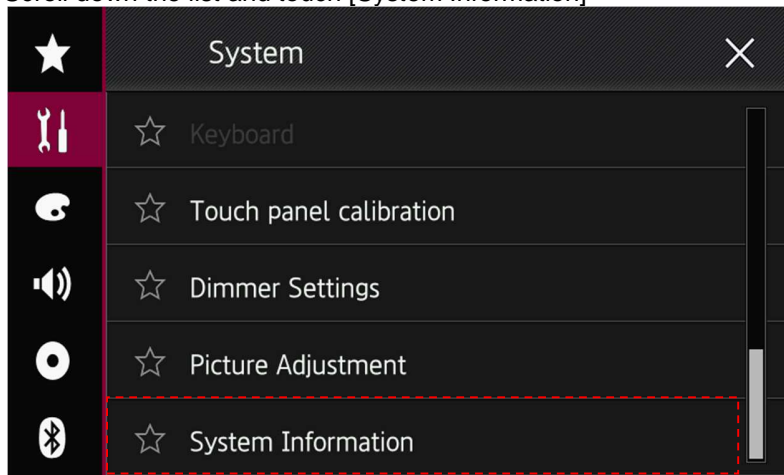 Scroll down the list and touch [System Information]
System
Keyboard
Touch panel calibration
Dimmer Settings
Picture Adjustment
System Information